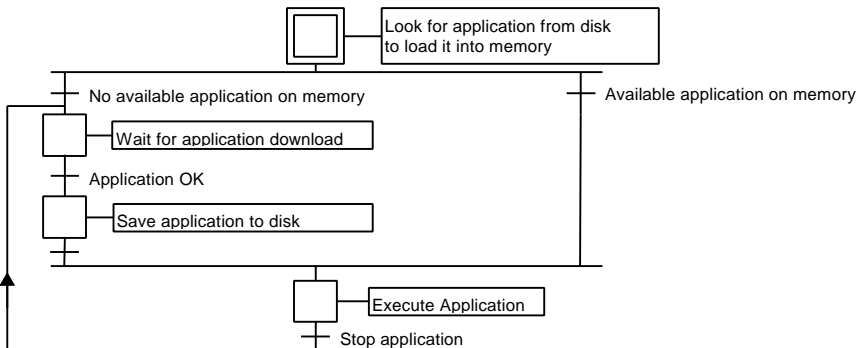 Look for application from disk
to load it into memory
No available application on memory
Available application on memory
Wait for application download
Application OK
Save application to disk
Execute Application
Stop application